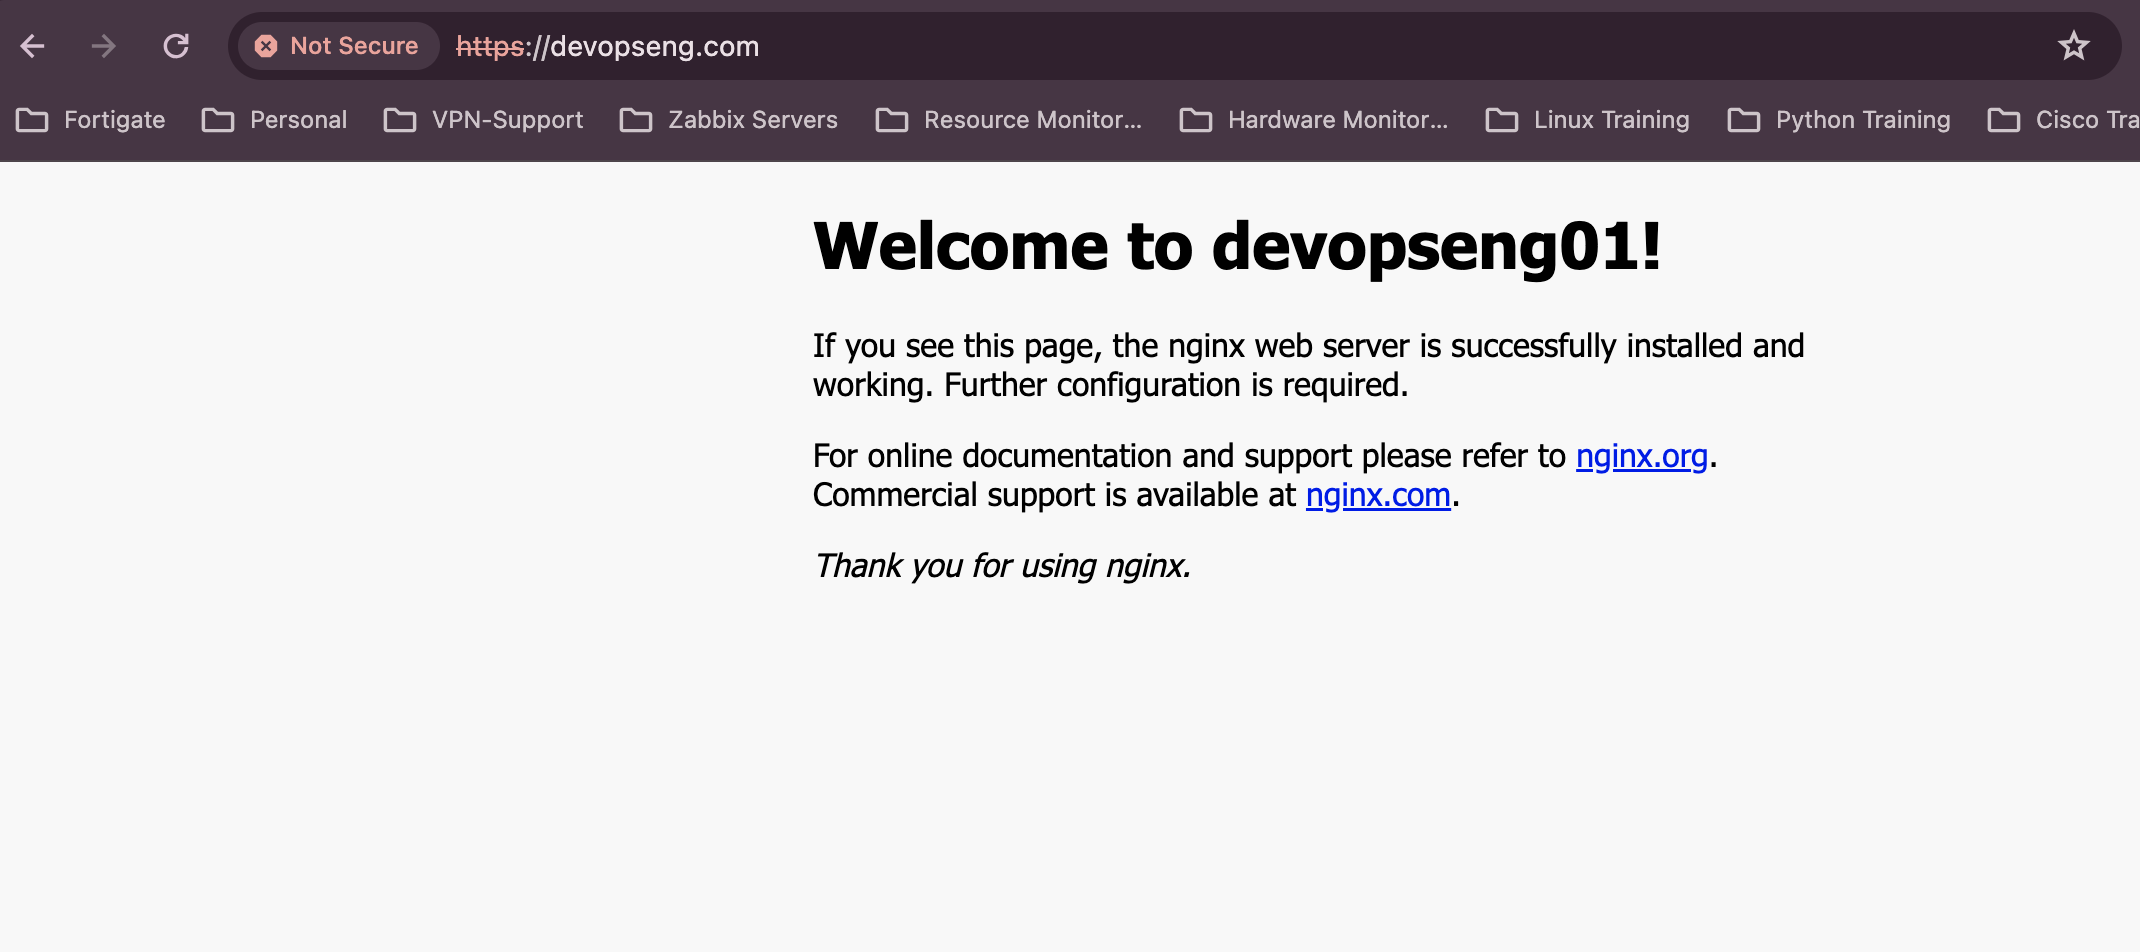 Not Secure https://devopseng.com
Fortigate Personal VPN-Support Zabbix Servers Resource Monitor... Hardware Monitor... Linux Training Python Training Cisco Tra
Welcome to devopseng01!
If you see this page, the nginx web server is successfully installed and
working. Further configuration is required.
For online documentation and support please refer to nginx.org.
Commercial support is available at nginx.com.
Thank you for using nginx.